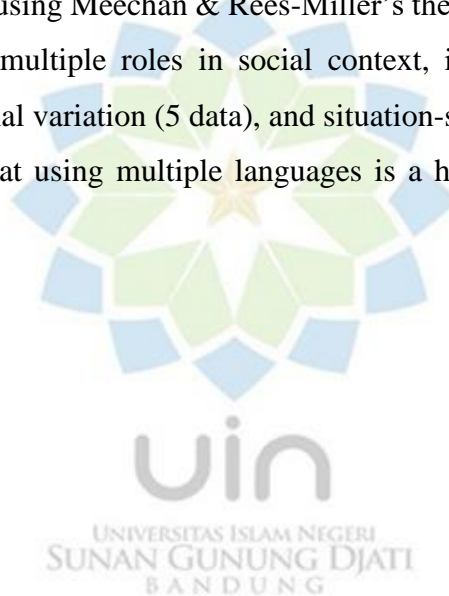 using Meechan & Rees-Miller's the
multiple roles in social context, i
al variation (5 data), and situation-s
at using multiple languages is a h
uin
UNIVERSITAS ISLAM NEGERI
SUNAN GUNUNG DJATI
BANDUNG